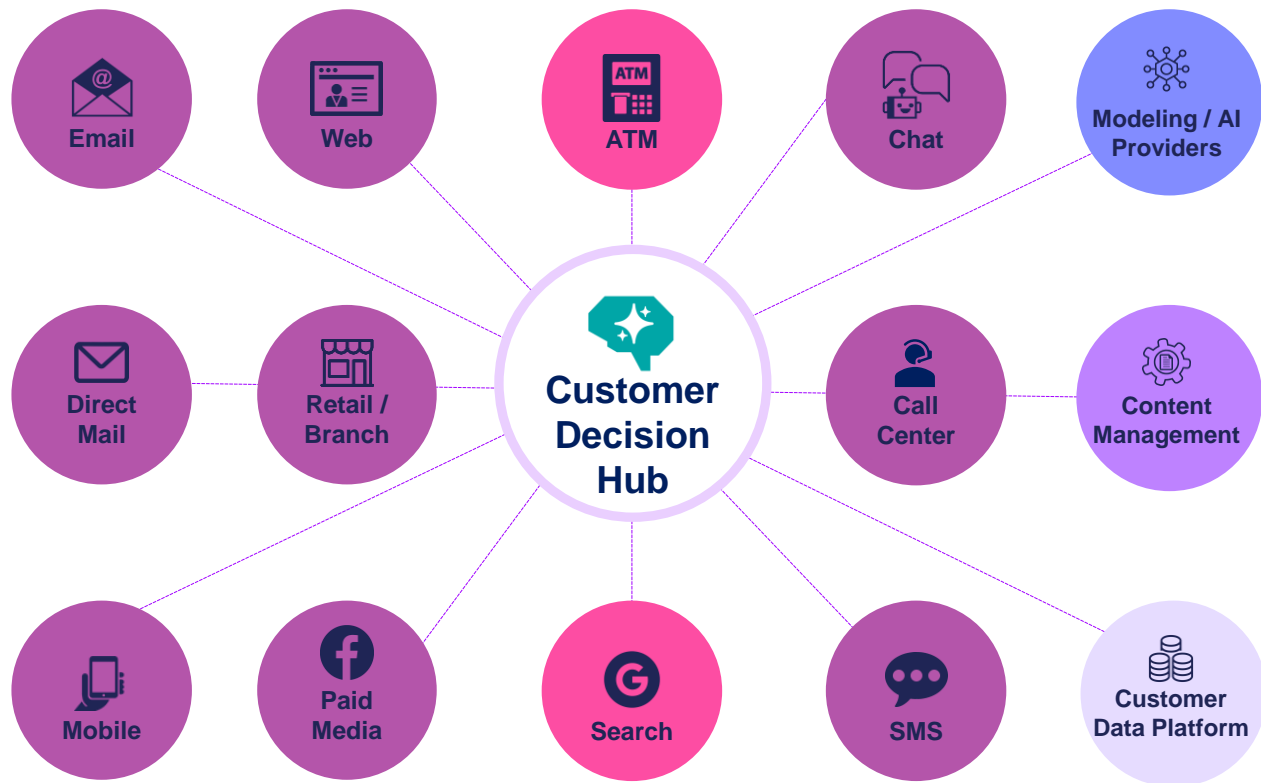 @
Email
Web
ATM
ATM
Chat
Modeling / AI
Providers
Direct
Mail
Retail /
Branch
Customer
Decision
Hub
Call
Center
Content
Management
Mobile
f
Paid
Media
G
Search
SMS
Customer
Data Platform